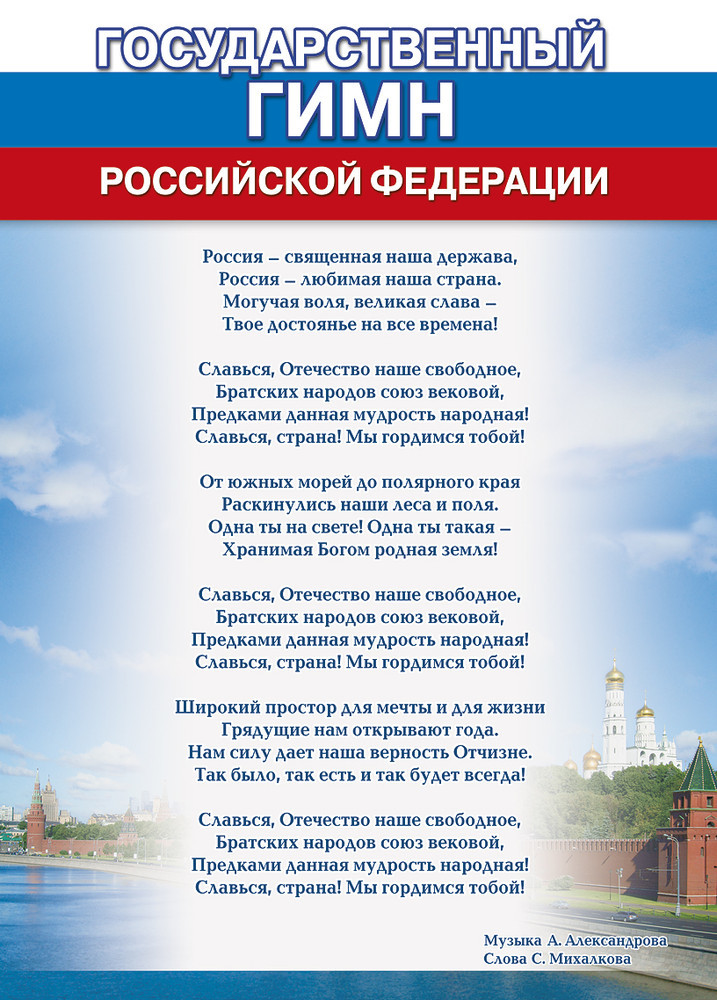 ГОСУДАРСТВЕННЫЙ
ГИМН
РОССИЙСКОЙ ФЕДЕРАЦИИ
Россия – священная наша держава,
Россия – любимая наша страна.
Могучая воля, великая слава –
Твое достоянье на все времена!
Славься, Отечество наше свободное,
Братских народов союз вековой,
Предками данная мудрость народная!
Славься, страна! Мы гордимся тобой!
От южных морей до полярного края
Раскинулись наши леса и поля.
Одна ты на свете! Одна ты такая –
Хранимая Богом родная земля!
Славься, Отечество наше свободное,
Братских народов союз вековой,
Предками данная мудрость народная!
Славься, страна! Мы гордимся тобой!
Широкий простор для мечты и для жизни
Грядущие нам открывают года.
Нам силу дает наша верность Отчизне.
Так было, так есть и так будет всегда!
Славься, Отечество наше свободное,
Братских народов союз вековой,
Предками данная мудрость народная!
Славься, страна! Мы гордимся тобой!
Музыка А. Александрова
Слова С. Михалкова